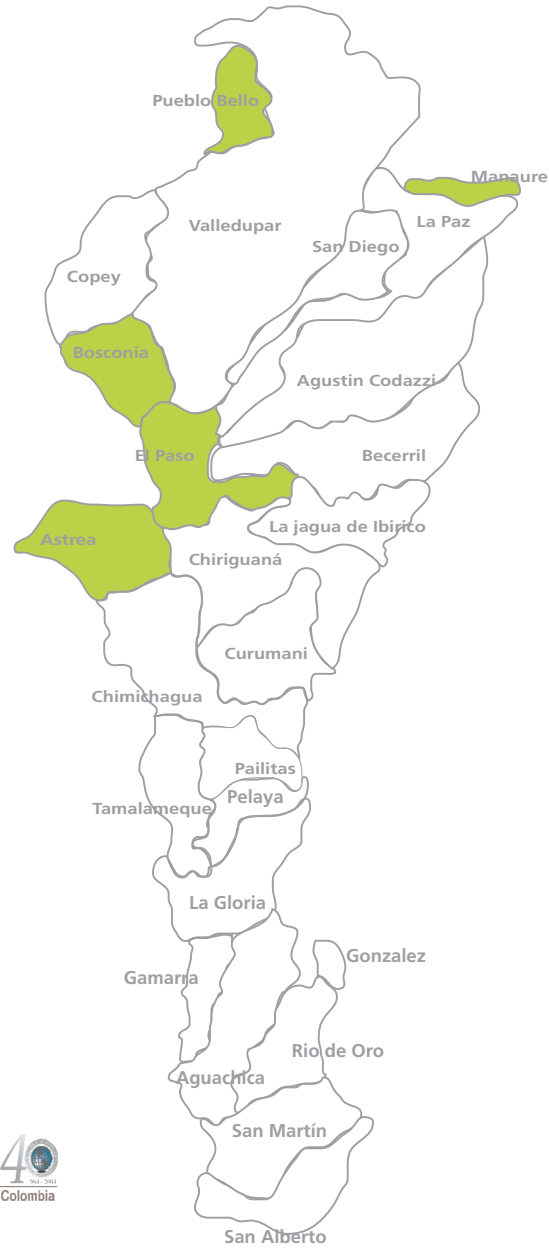 Pueblo Bello
Manaure
Valledupar
La Paz
San Diego
Copey
Bosconia
Agustin Codazzi
El Paso
Becerril
La jagua de Ibirico
Astrea
Chiriguaná
Curumani
Chimichagua
Pailitas
Pelaya
Tamalameque
La Gloria
Gonzalez
Gamarra
Rio de Oro
Aguachica
San Martín
40
964 - 2004
Colombia
San Alberto